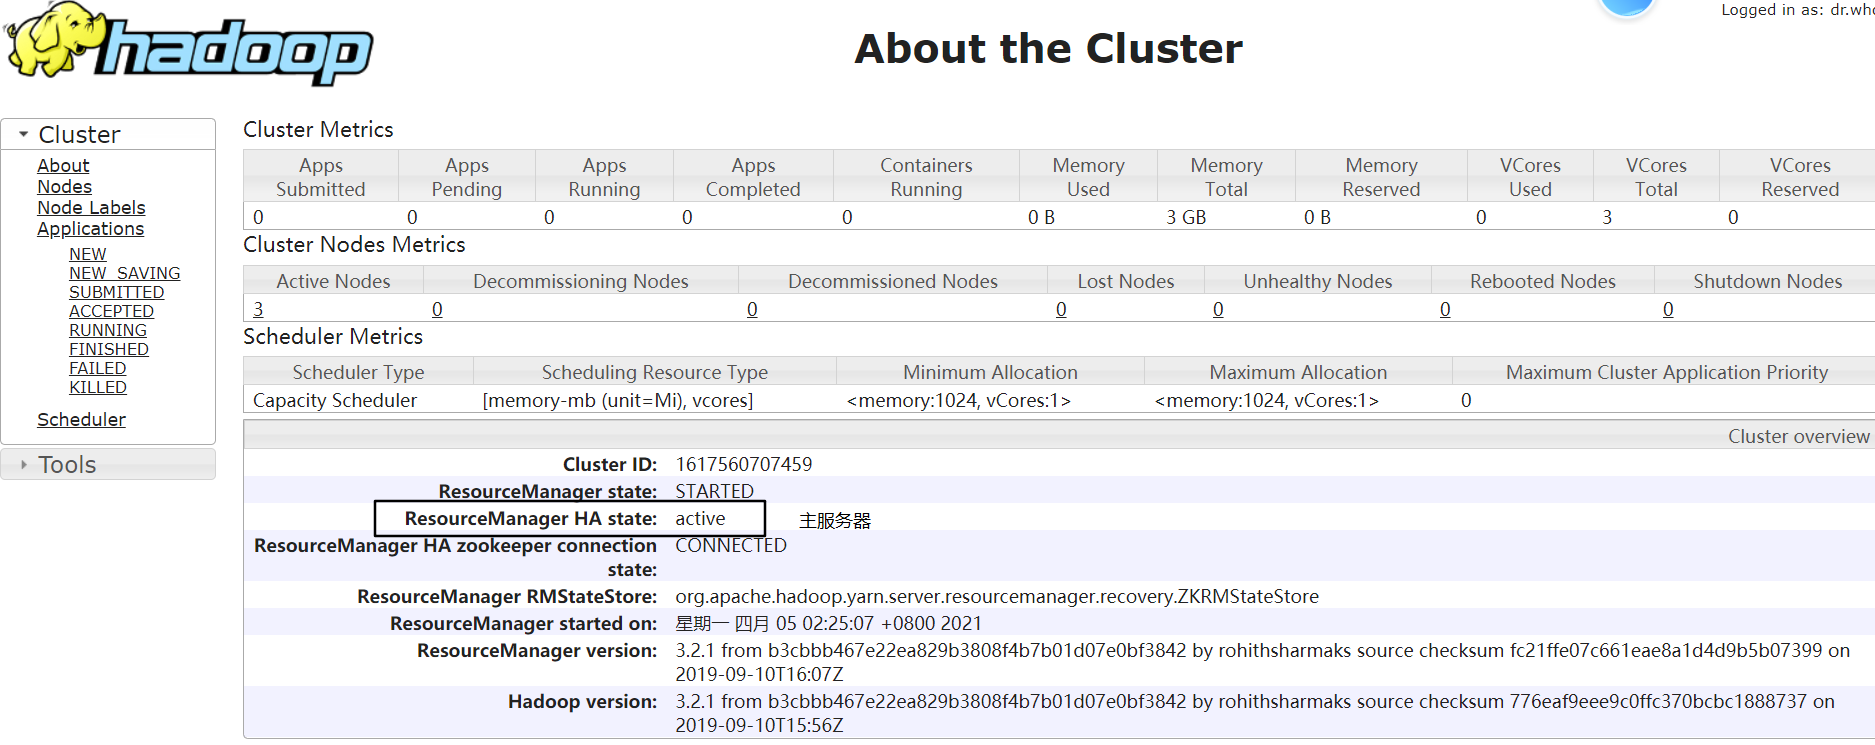 hadoop
About the Cluster
Logged in as: dr.who
Cluster
About
Nodes
Node Labels
Applications
NEW
NEW_SAVING
SUBMITTED
ACCEPTED
RUNNING
FINISHED
FAILED
KILLED
Scheduler
Tools
Cluster Metrics
Apps Submitted Apps Pending Apps Running Apps Completed Containers Running Memory Used Memory Total Memory Reserved VCores Used VCores Total VCores Reserved
0 0 0 0 0 0 B 3 GB 0 B 0 3 0
Cluster Nodes Metrics
Active Nodes Decommissioning Nodes Decommissioned Nodes Lost Nodes Unhealthy Nodes Rebooted Nodes Shutdown Nodes
3 0 0 0 0 0 0
Scheduler Metrics
Scheduler Type Scheduling Resource Type Minimum Allocation Maximum Allocation Maximum Cluster Application Priority
Capacity Scheduler [memory-mb (unit=Mi), vcores] <memory:1024, vCores:1> <memory:1024, vCores:1> 0
Cluster overview
Cluster ID: 1617560707459
ResourceManager state: STARTED
ResourceManager HA state: active 主服务器
ResourceManager HA zookeeper connection state: CONNECTED
ResourceManager RMStateStore: org.apache.hadoop.yarn.server.resourcemanager.recovery.ZKRMStateStore
ResourceManager started on: 星期一 四月 05 02:25:07 +0800 2021
ResourceManager version: 3.2.1 from b3cbbb467e22ea829b3808f4b7b01d07e0bf3842 by rohithsharmaks source checksum fc21ffe07c661eae8a1d4d9b5b07399 on
2019-09-10T16:07Z
Hadoop version: 3.2.1 from b3cbbb467e22ea829b3808f4b7b01d07e0bf3842 by rohithsharmaks source checksum 776eaf9eee9c0ffc370bcbc1888737 on
2019-09-10T15:56Z